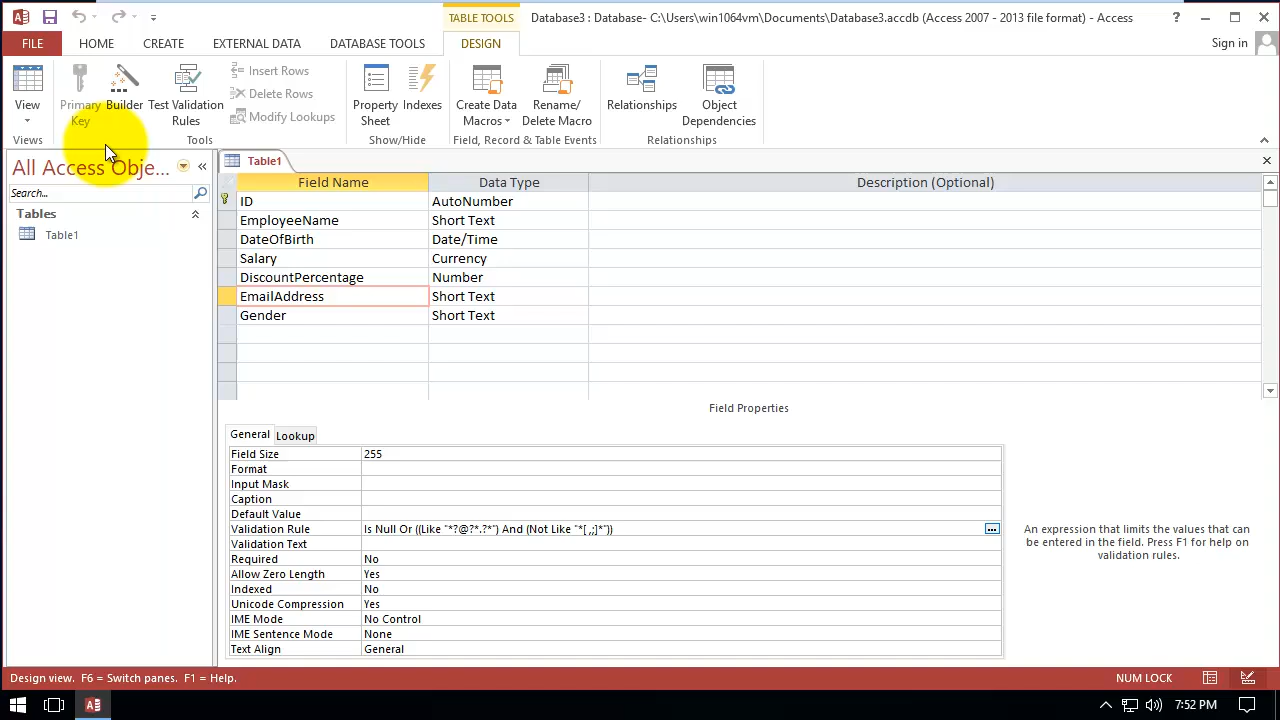 TABLE TOOLS
Database3 : Database- C:\Users\win1064vm\Documents\Database3.accdb (Access 2007 - 2013 file format) - Access
FILE
HOME
CREATE
EXTERNAL DATA
DATABASE TOOLS
DESIGN
Sign in
View
Primary Key
Builder
Test Validation Rules
Insert Rows
Delete Rows
Modify Lookups
Property Sheet
Indexes
Create Data Macros
Rename/ Delete Macro
Relationships
Object Dependencies
Views
Tools
Show/Hide
Field, Record & Table Events
Relationships
All Access Obje...
Search...
Tables
Table1
Table1
Field Name Data Type Description (Optional)
ID AutoNumber
EmployeeName Short Text
DateOfBirth Date/Time
Salary Currency
DiscountPercentage Number
EmailAddress Short Text
Gender Short Text
Field Properties
General Lookup
Field Size 255
Format
Input Mask
Caption
Default Value
Validation Rule Is Null Or ((Like "*?@?*.?*") And (Not Like "*[ ,;]*"))
Validation Text
Required No
Allow Zero Length Yes
Indexed No
Unicode Compression Yes
IME Mode No Control
IME Sentence Mode None
Text Align General
An expression that limits the values that can
be entered in the field. Press F1 for help on
validation rules.
Design view. F6 = Switch panes. F1 = Help.
NUM LOCK
7:52 PM